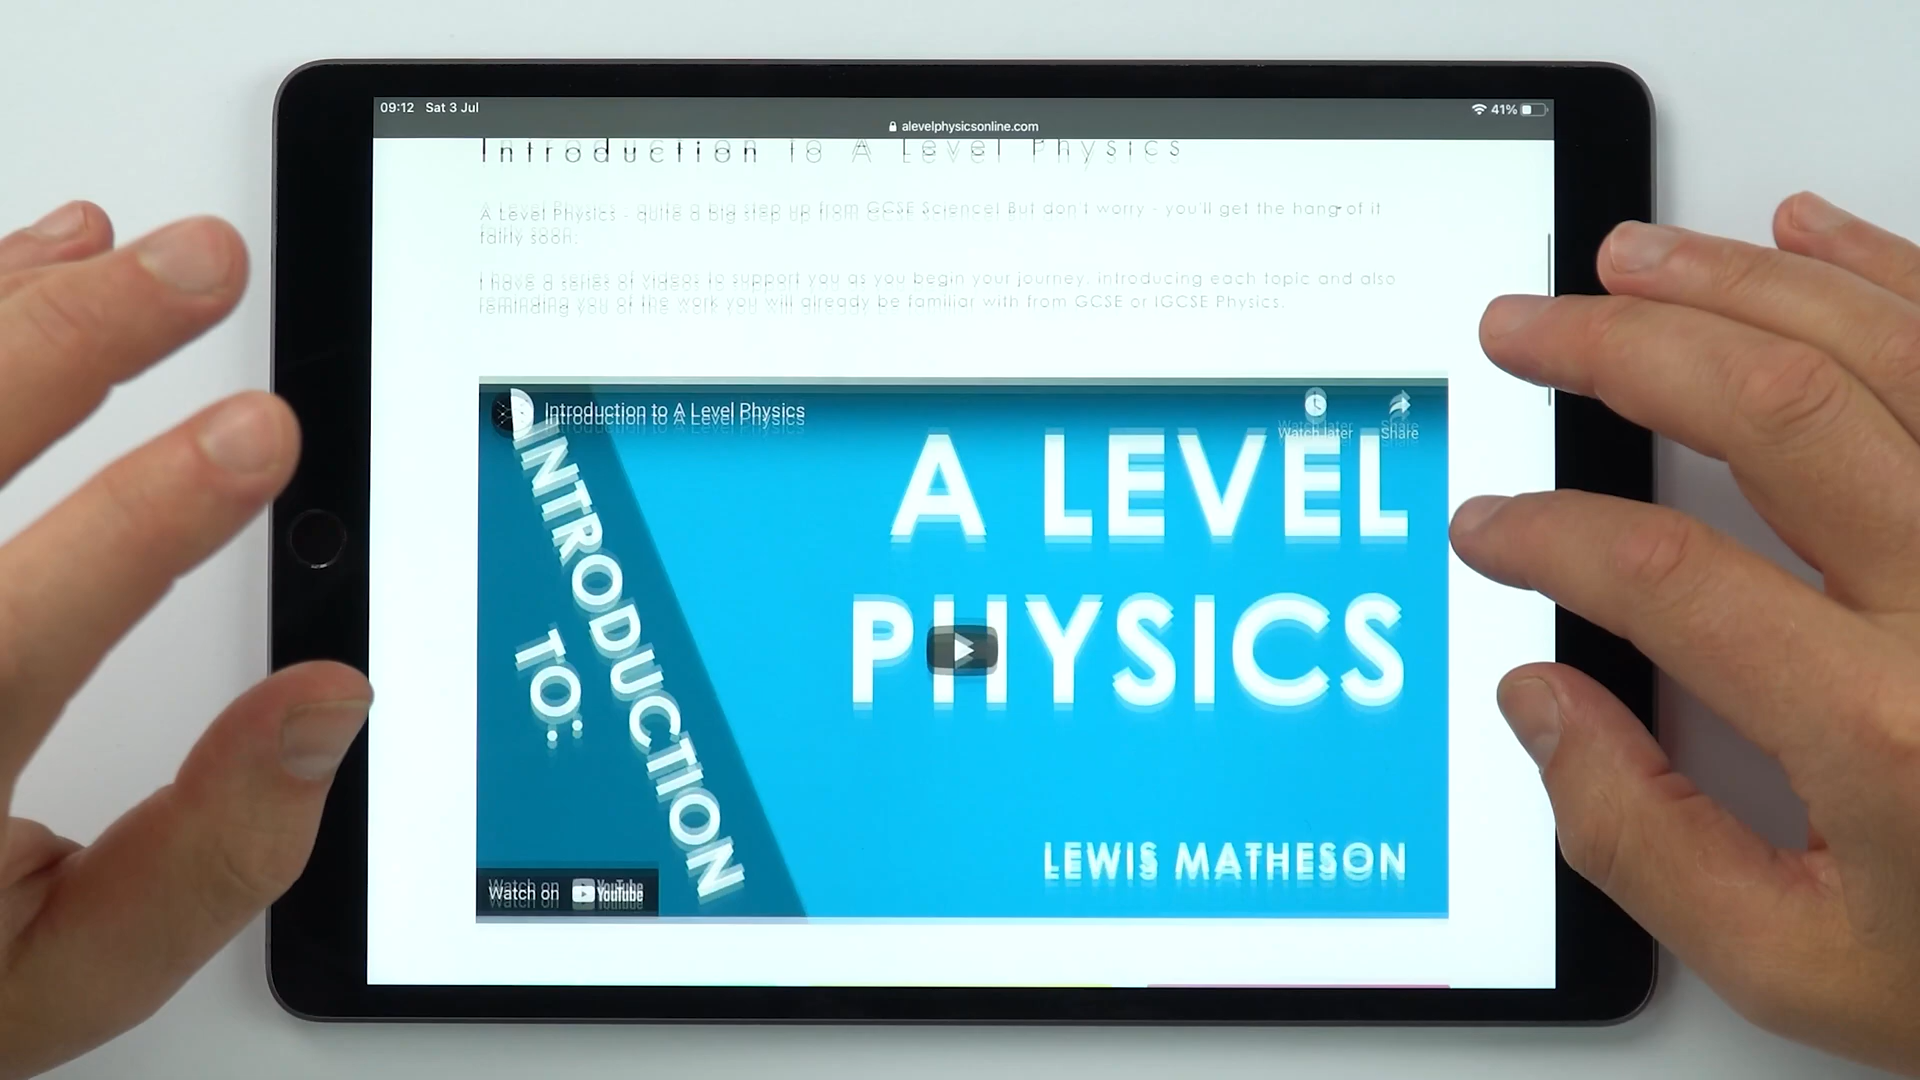 09:12 Sat 3 Jul
41%
alevelphysicsonline.com
Introduction to A Level Physics
A Level Physics - quite a big step up from GCSE Science! But don't worry - you'll get the hang of it
fairly soon.
I have a series of videos to support you as you begin your journey, introducing each topic and also
reminding you of the work you will already be familiar with from GCSE or IGCSE Physics.
Introduction to A Level Physics
Watch later
Share
INTRODUCTION
TO:
A LEVEL
PHYSICS
LEWIS MATHESON
Watch on YouTube